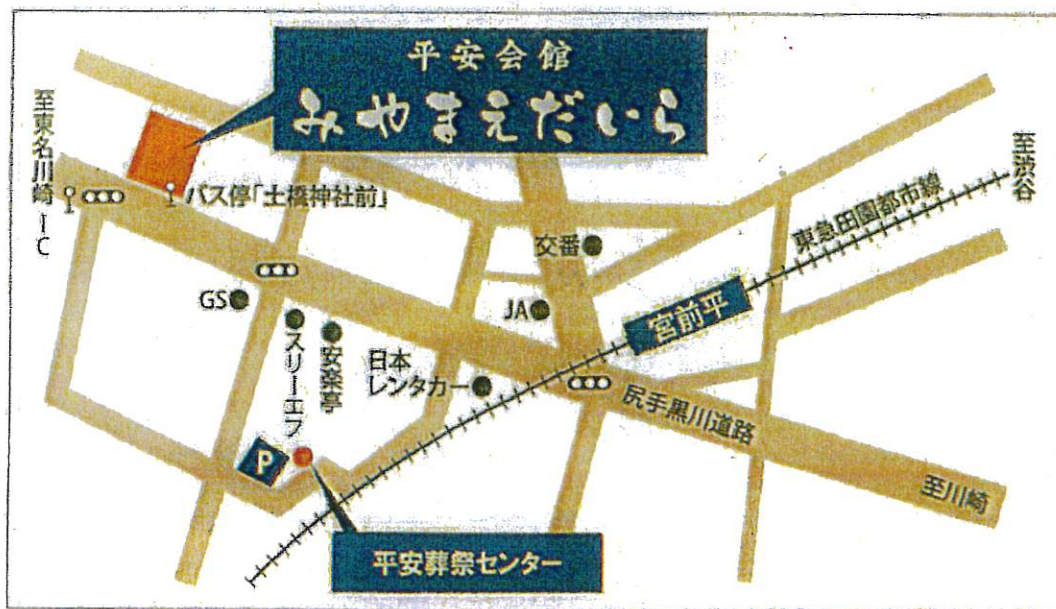 平安会館
みやまえだいら
至東名川崎IC
至渋谷
バス停「土橋神社前」
東急田園都市線
交番
GS
JA
宮前平
スリーエフ
安楽亭
日本
レンタカー
尻手黒川道路
P
至川崎
平安葬祭センター